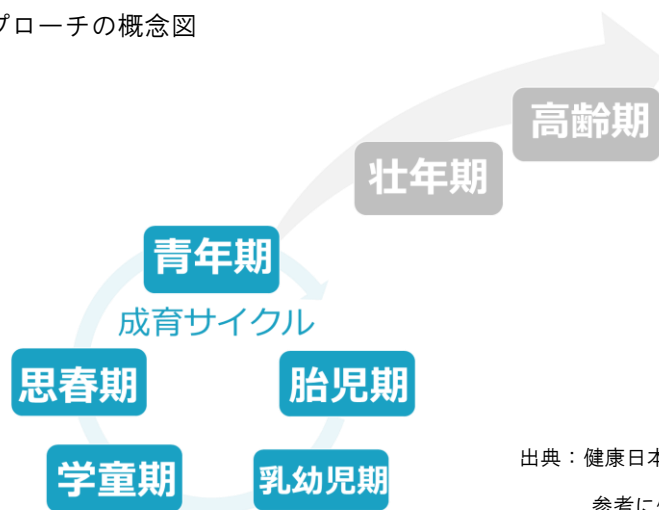 プローチの概念図
高齢期
壮年期
青年期
成育サイクル
思春期
胎児期
学童期
乳幼児期
出典：健康日本
参考に